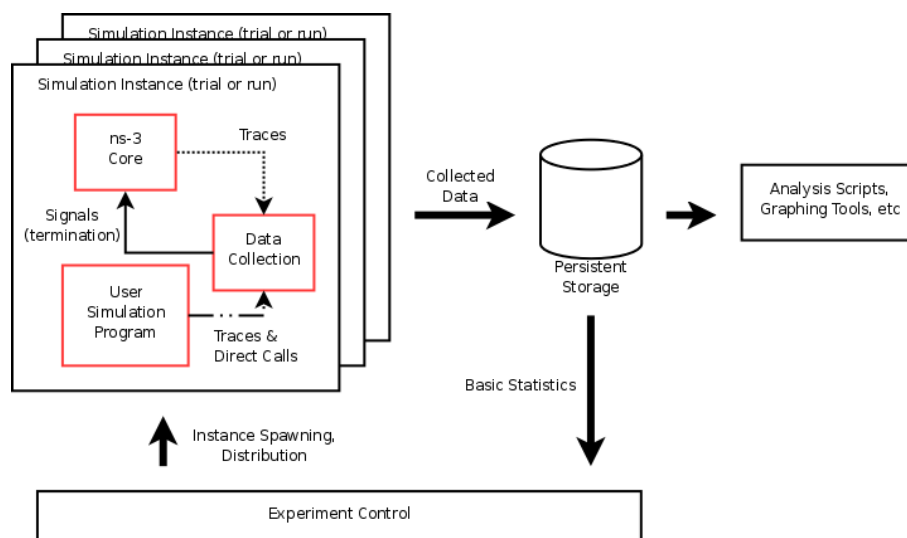 Simulation Instance (trial or run)
Simulation Instance (trial or run)
Simulation Instance (trial or run)
ns-3
Core
Traces
Signals
(termination)
Data
Collection
User
Simulation
Program
Traces &
Direct Calls
Collected
Data
Persistent
Storage
Analysis Scripts,
Graphing Tools, etc
Basic Statistics
Instance Spawning,
Distribution
Experiment Control